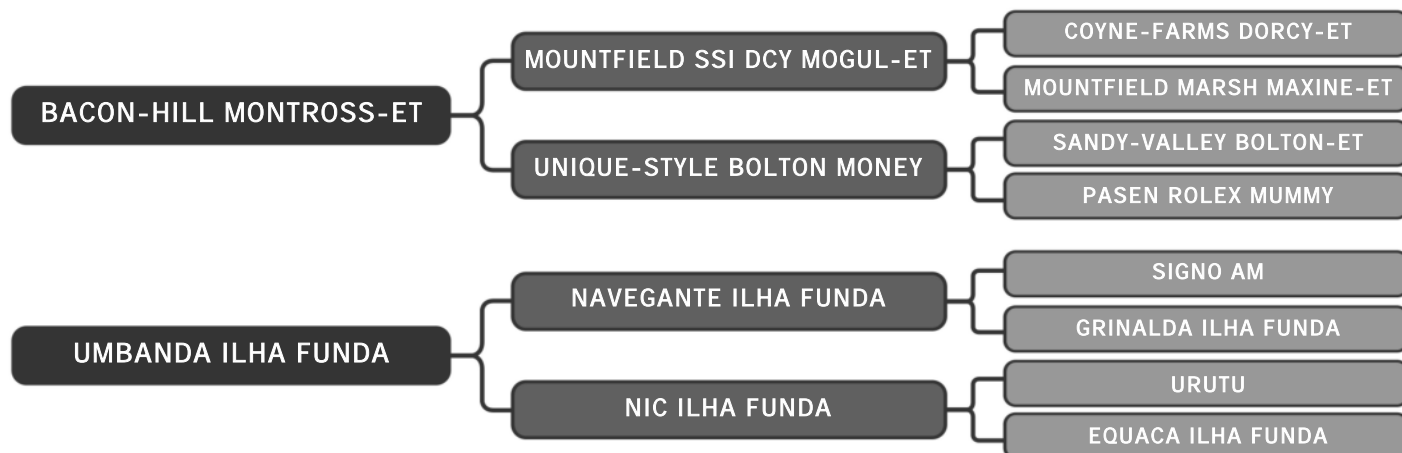 BACON-HILL MONTROSS-ET
MOUNTFIELD SSI DCY MOGUL-ET
COYNE-FARMS DORCY-ET
MOUNTFIELD MARSH MAXINE-ET
UNIQUE-STYLE BOLTON MONEY
SANDY-VALLEY BOLTON-ET
PASEN ROLEX MUMMY
UMBANDA ILHA FUNDA
NAVEGANTE ILHA FUNDA
SIGNO AM
GRINALDA ILHA FUNDA
NIC ILHA FUNDA
URUTU
EQUACA ILHA FUNDA